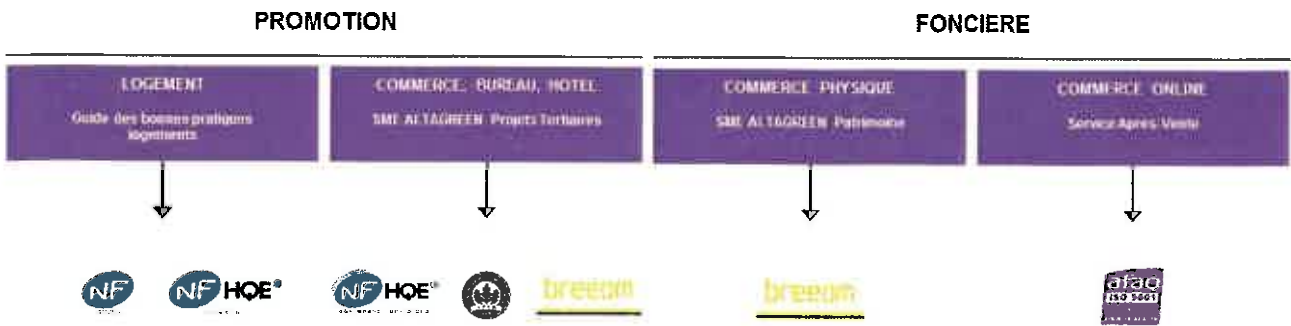 PROMOTION
FONCIERE
LOGEMENT
Guide des bonnes pratiques
logements
COMMERCE, BUREAU, HOTEL
SME ALTAGREEN Projets Tertiaires
COMMERCE PHYSIQUE
SME ALTAGREEN Patrimoine
COMMERCE ONLINE
Service Après-Vente
NF
NF HQE
NF HQE
breeam
breeam
afaq
ISO 9001